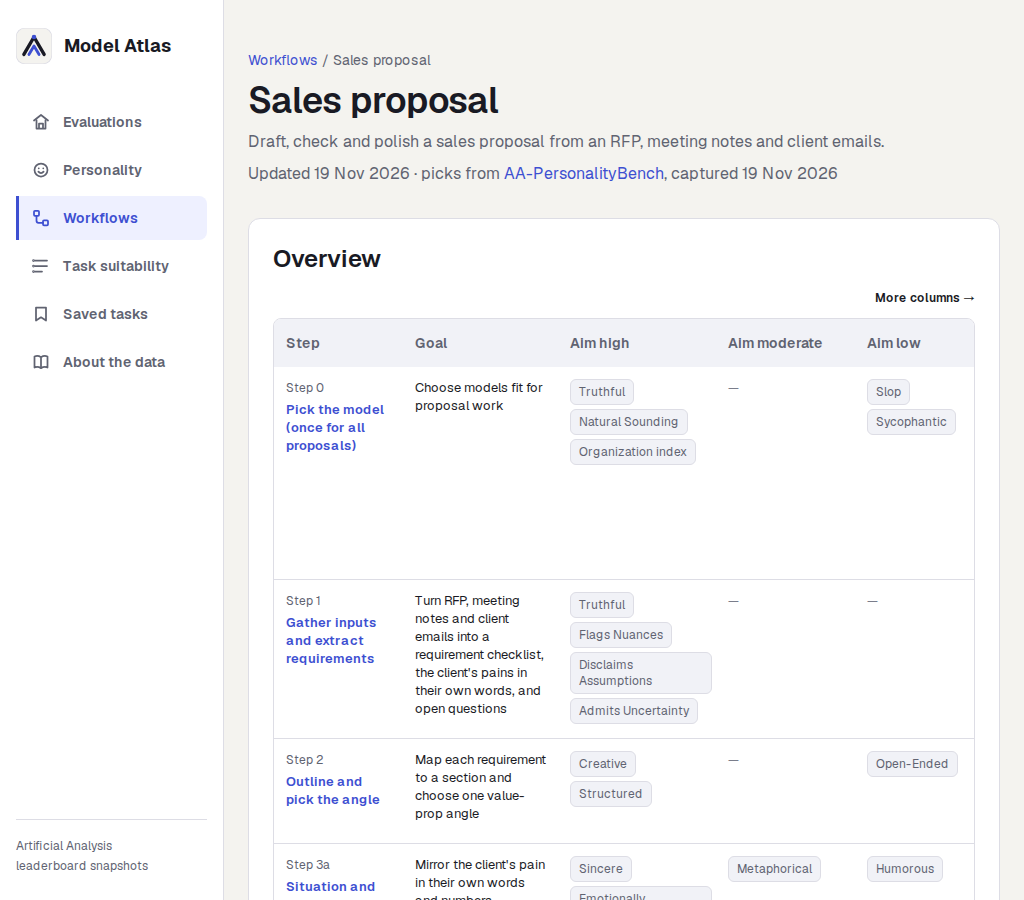 Model Atlas
Evaluations
Personality
Workflows
Task suitability
Saved tasks
About the data
Artificial Analysis
leaderboard snapshots
Workflows / Sales proposal
Sales proposal
Draft, check and polish a sales proposal from an RFP, meeting notes and client emails.
Updated 19 Nov 2026 · picks from AA-PersonalityBench, captured 19 Nov 2026
Overview
More columns →
Step Goal Aim high Aim moderate Aim low
Step 0
Pick the model
(once for all
proposals)
Choose models fit for
proposal work
Truthful
Natural Sounding
Organization index
—
Slop
Sycophantic
Step 1
Gather inputs
and extract
requirements
Turn RFP, meeting
notes and client
emails into a
requirement checklist,
the client's pains in
their own words, and
open questions
Truthful
Flags Nuances
Disclaims
Assumptions
Admits Uncertainty
—
—
Step 2
Outline and
pick the angle
Map each requirement
to a section and
choose one value-
prop angle
Creative
Structured
—
Open-Ended
Step 3a
Situation and
Mirror the client's pain
in their own words
and numbers
Sincere
Emotionally
Metaphorical
Humorous